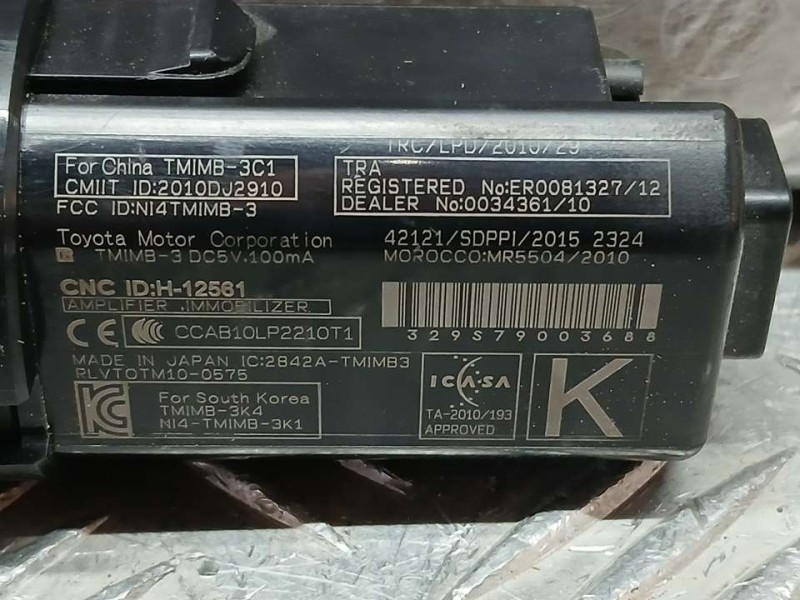 TRC/LPD/2010/29
For China TMIMB-3C1
CMIIT ID:2010DJ2910
FCC ID:NI4TMIMB-3
TRA
REGISTERED No:ER0081327/12
DEALER No:0034361/10
Toyota Motor Corporation
TMIMB-3 DC5V,100mA
42121/SDPPI/2015 2324
MOROCCO:MR5504/2010
CNC ID:H-12561
AMPLIFIER ,IMMOBILIZER
CE CCC CCAB10LP2210T1
329S79003688
MADE IN JAPAN IC:2842A-TMIMB3
RLVTOTM10-0575
KC
For South Korea
TMIMB-3K4
NI4-TMIMB-3K1
ICASA
TA-2010/193
APPROVED
K